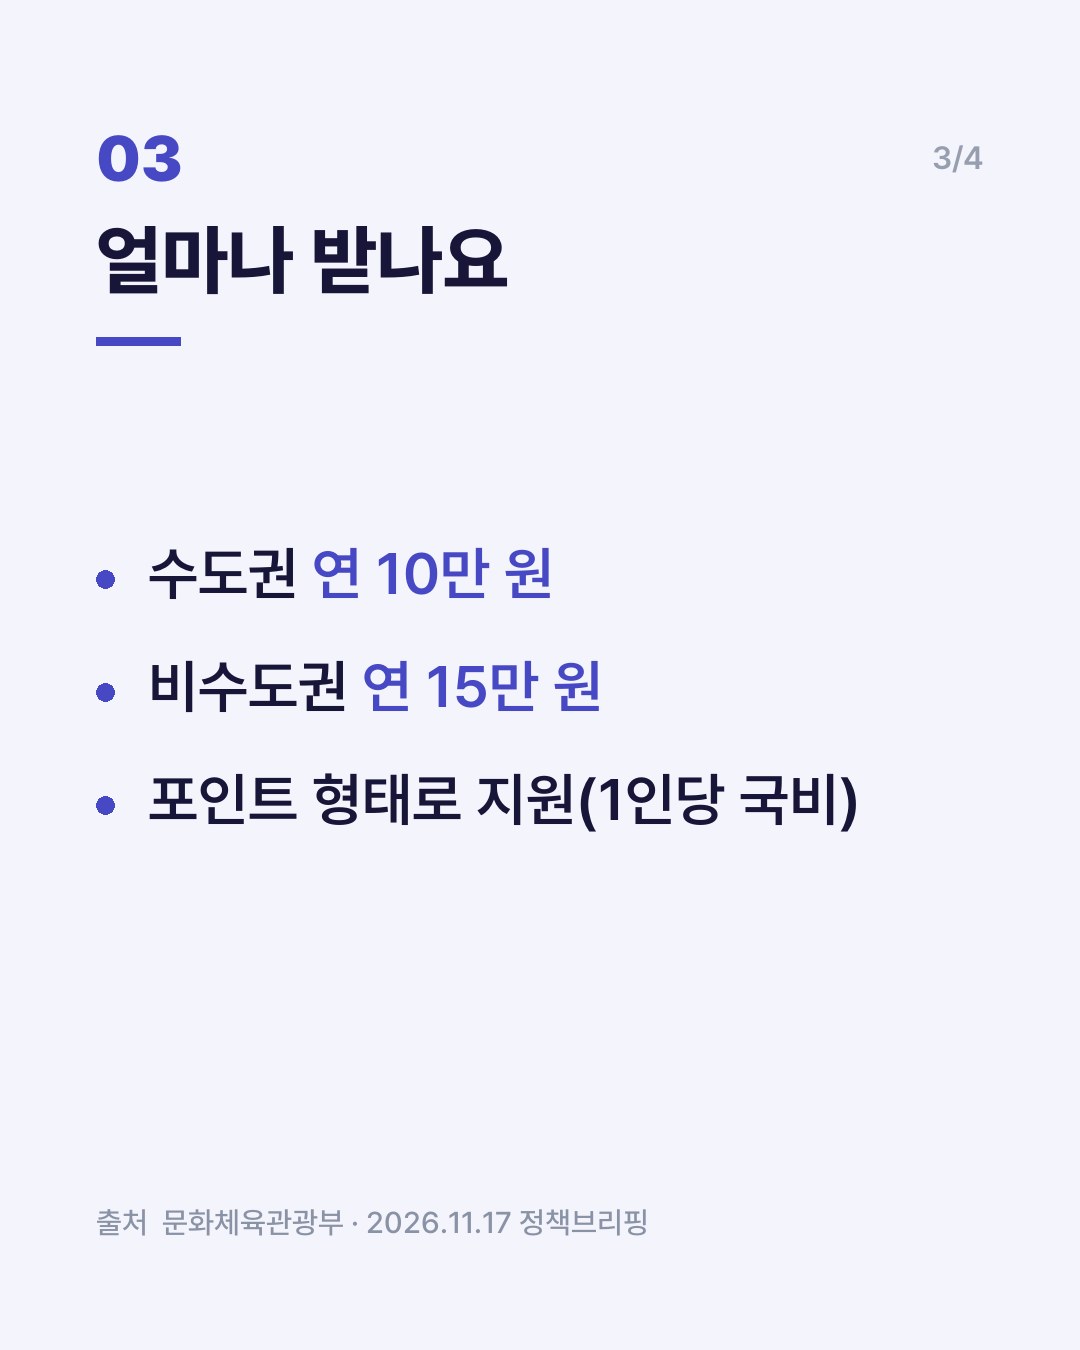 03
3/4
얼마나 받나요
수도권 연 10만 원
비수도권 연 15만 원
포인트 형태로 지원(1인당 국비)
출처 문화체육관광부 · 2026.11.17 정책브리핑